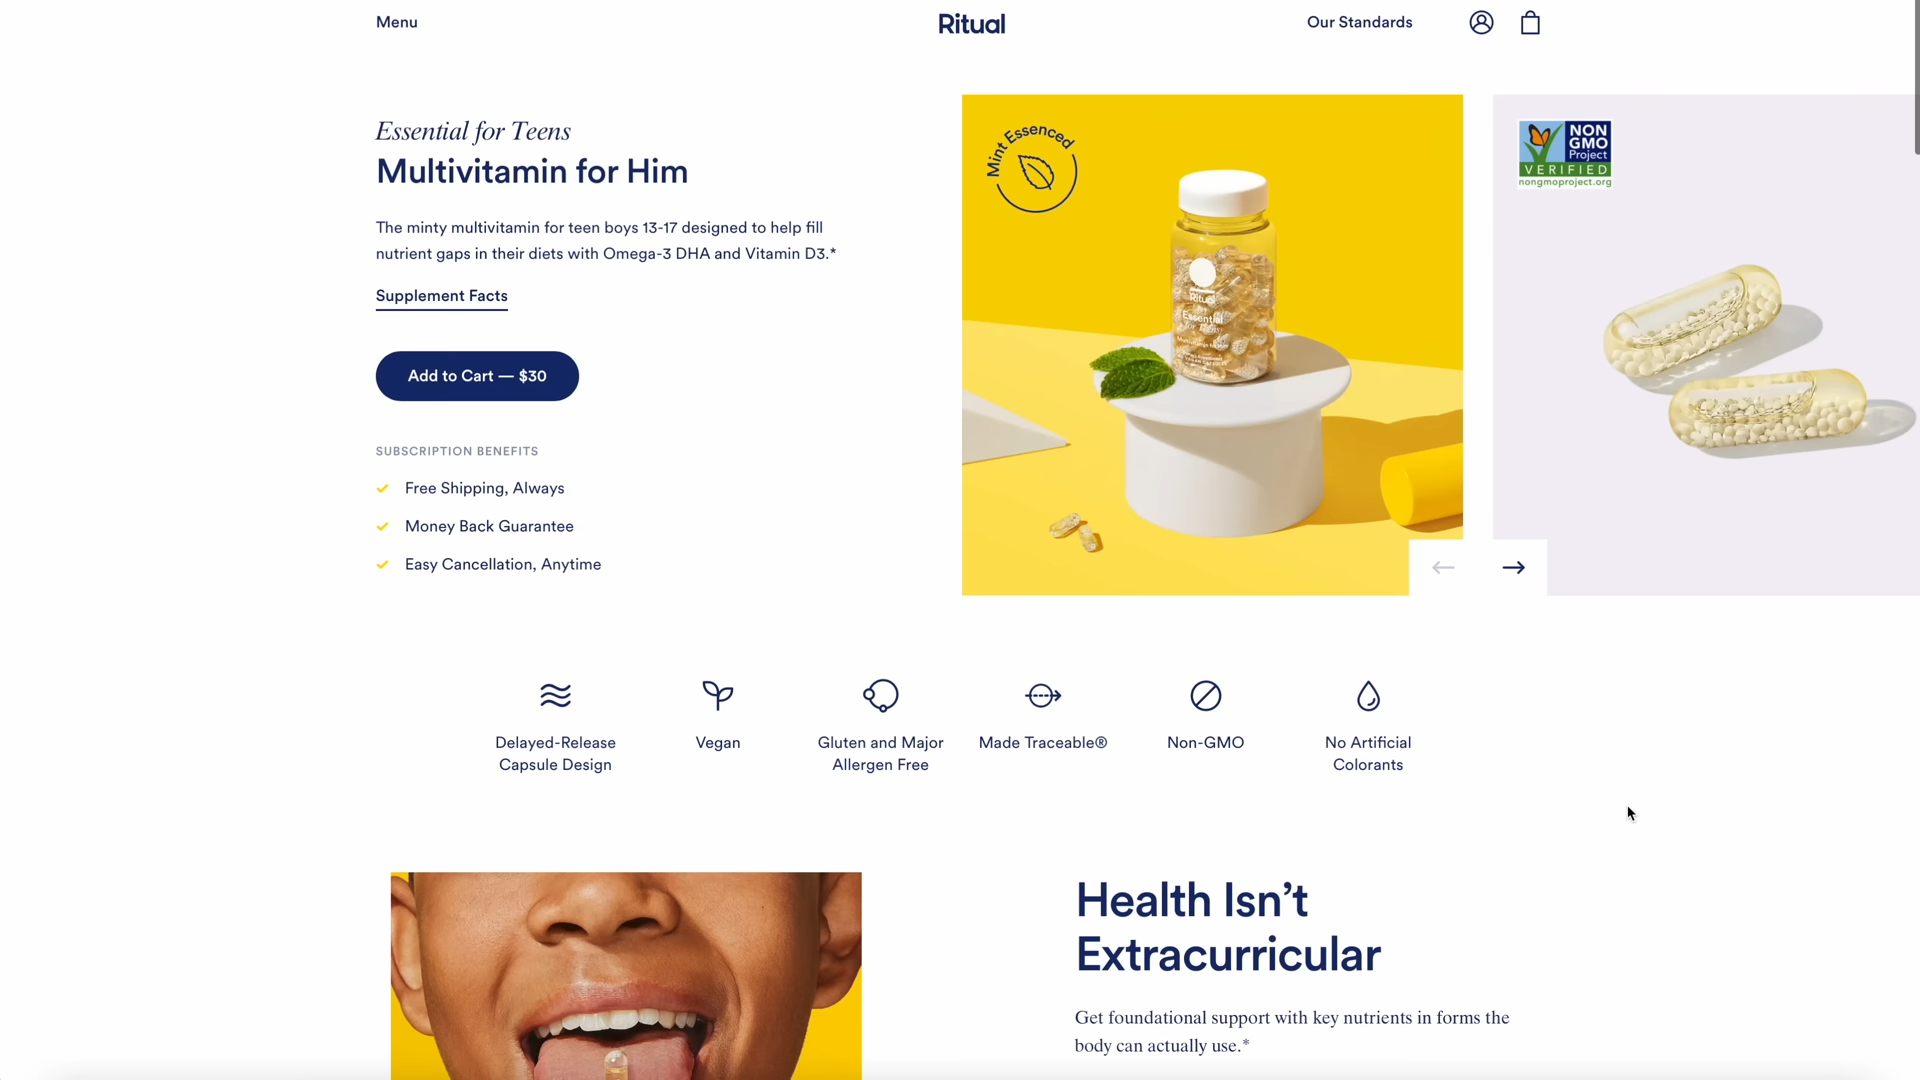 Menu
Ritual
Our Standards
Essential for Teens
Multivitamin for Him
The minty multivitamin for teen boys 13-17 designed to help fill
nutrient gaps in their diets with Omega-3 DHA and Vitamin D3.*
Supplement Facts
Add to Cart — $30
SUBSCRIPTION BENEFITS
Free Shipping, Always
Money Back Guarantee
Easy Cancellation, Anytime
Mint Essenced
Ritual
Essential
for Teens
NON
GMO
Project
VERIFIED
nongmoproject.org
Delayed-Release
Capsule Design
Vegan
Gluten and Major
Allergen Free
Made Traceable®
Non-GMO
No Artificial
Colorants
Health Isn’t
Extracurricular
Get foundational support with key nutrients in forms the
body can actually use.*